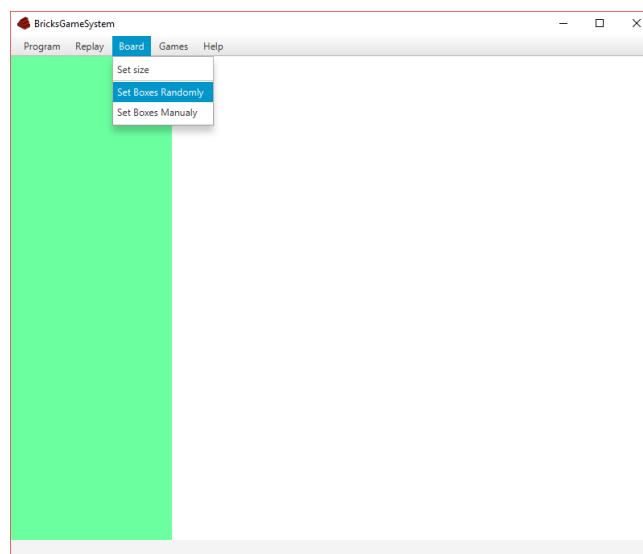 BricksGameSystem
Program Replay Board Games Help
Set size
Set Boxes Randomly
Set Boxes Manualy